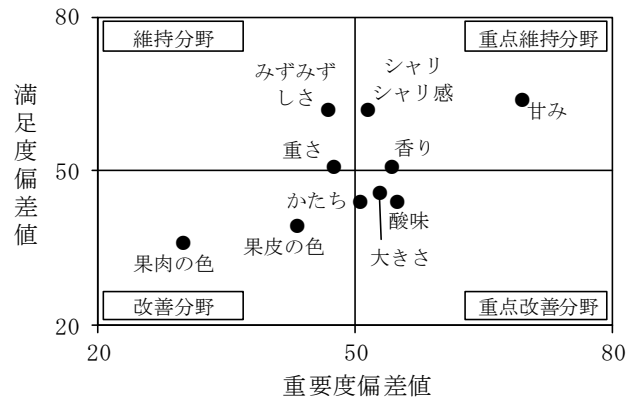 80
維持分野
重点維持分野
みずみず
しさ
シャリ
シャリ感
甘み
満足度偏差値
重さ
香り
50
かたち
酸味
大きさ
果皮の色
果肉の色
改善分野
重点改善分野
20
20
50
80
重要度偏差値